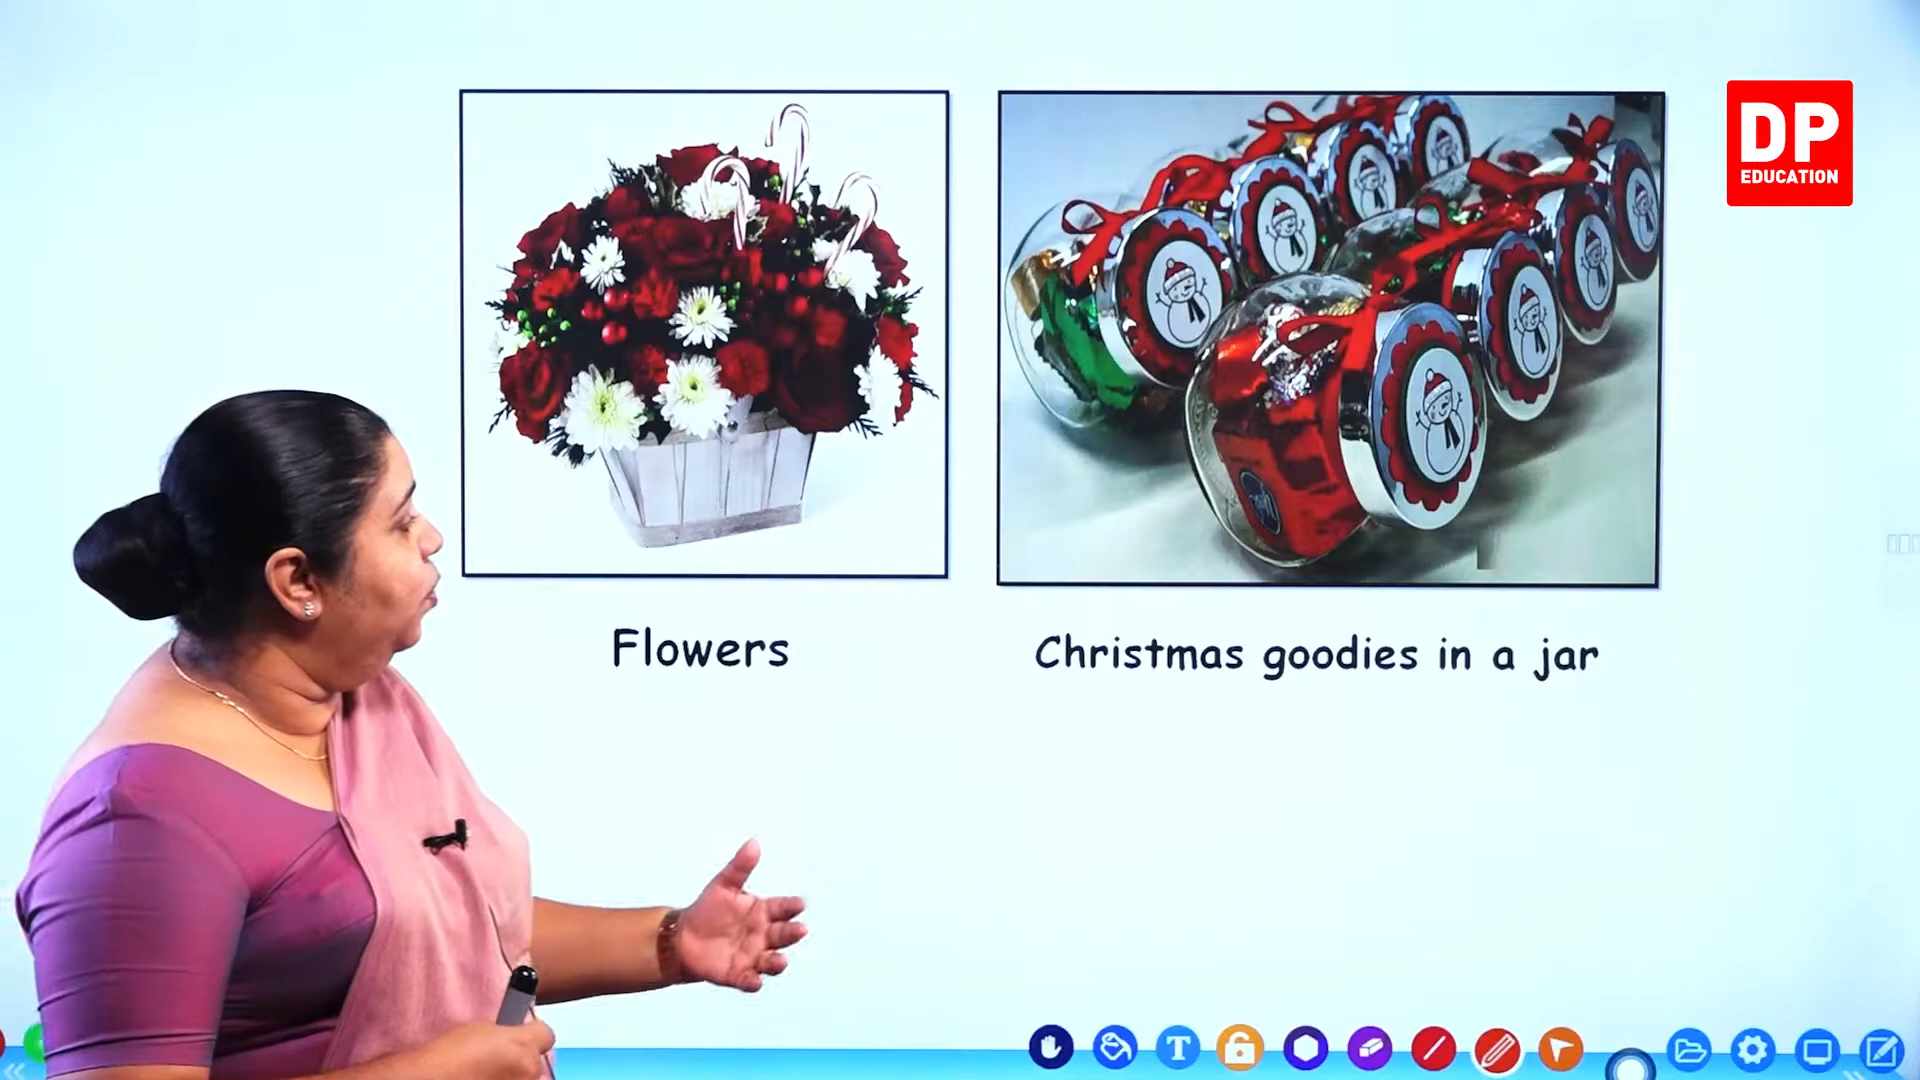 DP
EDUCATION
Flowers
Christmas goodies in a jar
T